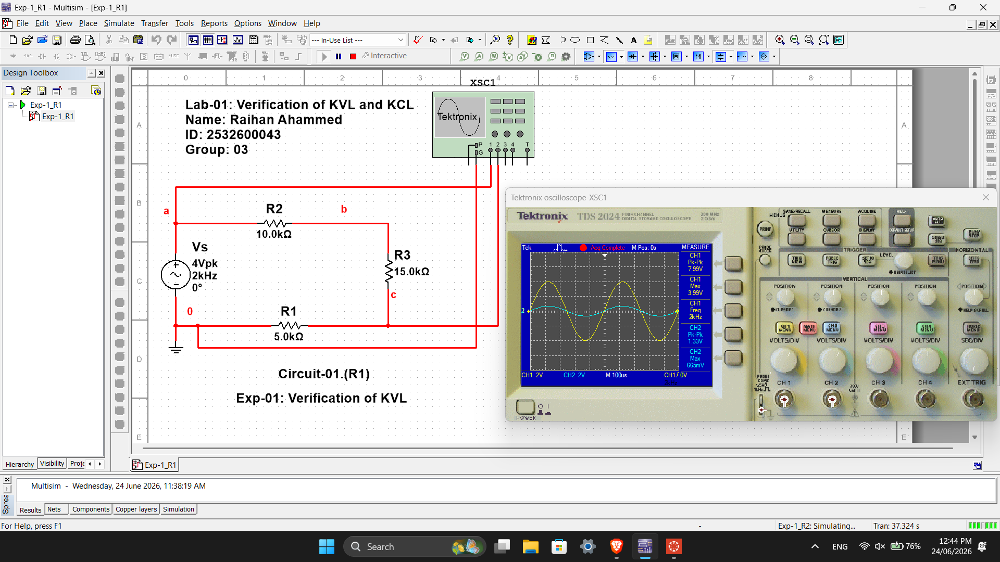 Exp-1_R1 - Multisim - [Exp-1_R1]
File Edit View Place Simulate Transfer Tools Reports Options Window Help
--- In-Use List ---
MISC
Interactive
Design Toolbox
Exp-1_R1
Exp-1_R1
0 1 2 3 4 5 6 7 8
A
B
C
D
E
A
E
Lab-01: Verification of KVL and KCL
Name: Raihan Ahammed
ID: 2532600043
Group: 03
XSC1
Tektronix
P 1 2 3 4 T
G
a
R2
b
10.0kΩ
Vs
4Vpk
2kHz
0°
R3
15.0kΩ
c
0
R1
5.0kΩ
Circuit-01.(R1)
Exp-01: Verification of KVL
Tektronix oscilloscope-XSC1
Tektronix TDS 2024 FOUR CHANNEL DIGITAL STORAGE OSCILLOSCOPE 200 MHz 2 GS/s
Tek Acq Complete M Pos: 0s MEASURE
CH1
Pk-Pk
7.99V
CH1
Max
3.99V
CH1
Freq
2kHz
CH2
Pk-Pk
1.33V
CH2
Max
665mV
CH1 2V CH2 2V M 100us CH1 0V
POWER
MENUS SAVE/RECALL MEASURE ACQUIRE HELP
PRINT
UTILITY CURSOR DISPLAY DEFAULT SETUP
AUTO SET
SINGLE SEQ
RUN/STOP
PROBE CHECK
TRIGGER
TRIG VIEW
FORCE TRIG
SET TO 50%
LEVEL
USER SELECT
TRIG MENU
HORIZONTAL
SET TO ZERO
VERTICAL
POSITION POSITION POSITION POSITION POSITION
CURSOR 1 CURSOR 2 HELP SCROLL
CH 1 MENU MATH MENU CH 2 MENU CH 3 MENU CH4 MENU HORIZ MENU
VOLTS/DIV VOLTS/DIV VOLTS/DIV VOLTS/DIV SEC/DIV
PROBE COMP
~5V
1kHz
CH 1 CH 2 CH 3 CH 4 EXT TRIG
300V
CAT II
Hierarchy Visibility Proje
Exp-1_R1
Multisim - Wednesday, 24 June 2026, 11:38:19 AM
Sprea
Results Nets Components Copper layers Simulation
For Help, press F1
-
Exp-1_R2: Simulating...
Tran: 37.324 s
Search
ENG
76%
12:44 PM
24/06/2026